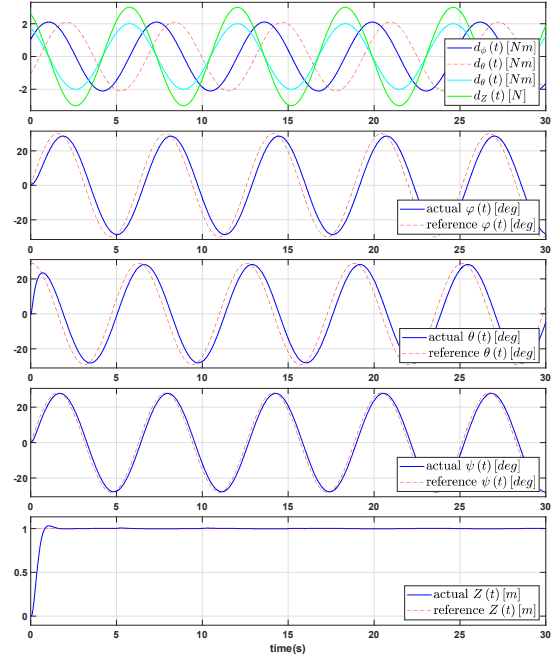 2
0
-2
d_ϕ (t) [Nm]
d_θ (t) [Nm]
d_θ (t) [Nm]
d_Z (t) [N]
0 5 10 15 20 25 30
20
0
-20
actual φ (t) [deg]
reference φ (t) [deg]
0 5 10 15 20 25 30
20
0
-20
actual θ (t) [deg]
reference θ (t) [deg]
0 5 10 15 20 25 30
20
0
-20
actual ψ (t) [deg]
reference ψ (t) [deg]
0 5 10 15 20 25 30
1
0.5
0
actual Z (t) [m]
reference Z (t) [m]
0 5 10 15 20 25 30
time(s)